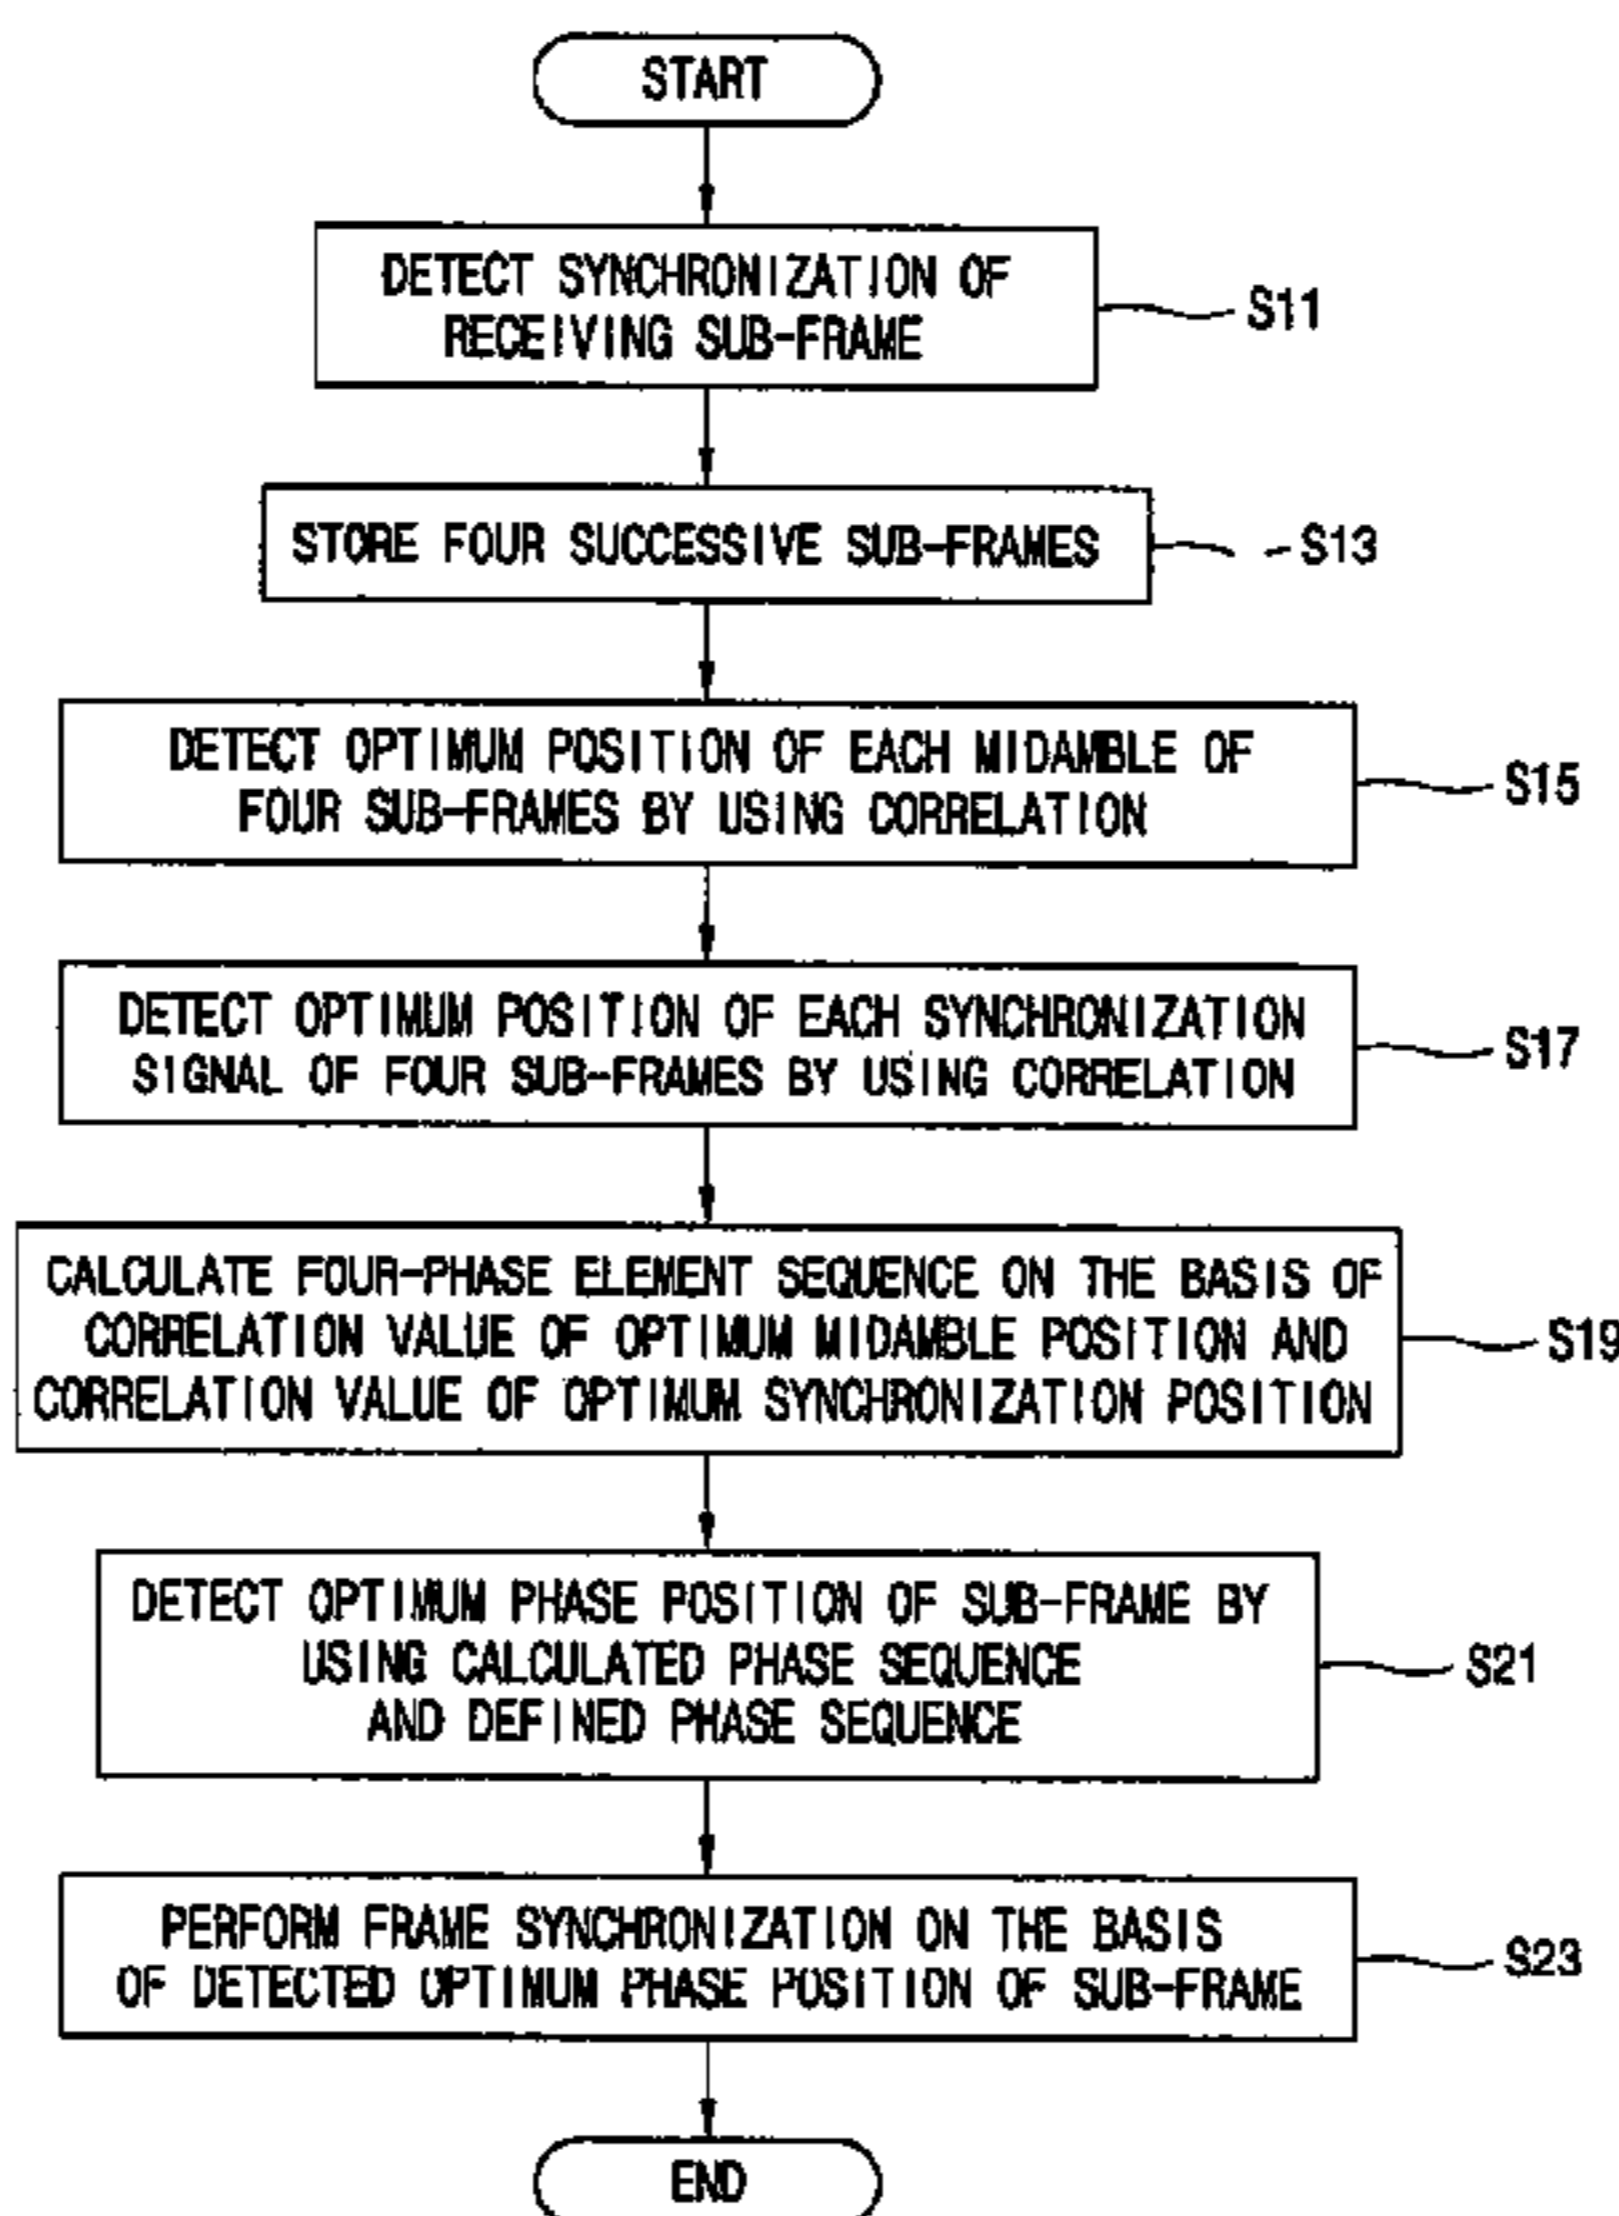 START
DETECT SYNCHRONIZATION OF
RECEIVING SUB-FRAME
S11
STORE FOUR SUCCESSIVE SUB-FRAMES
S13
DETECT OPTIMUM POSITION OF EACH MIDAMBLE OF
FOUR SUB-FRAMES BY USING CORRELATION
S15
DETECT OPTIMUM POSITION OF EACH SYNCHRONIZATION
SIGNAL OF FOUR SUB-FRAMES BY USING CORRELATION
S17
CALCULATE FOUR-PHASE ELEMENT SEQUENCE ON THE BASIS OF
CORRELATION VALUE OF OPTIMUM MIDAMBLE POSITION AND
CORRELATION VALUE OF OPTIMUM SYNCHRONIZATION POSITION
S19
DETECT OPTIMUM PHASE POSITION OF SUB-FRAME BY
USING CALCULATED PHASE SEQUENCE
AND DEFINED PHASE SEQUENCE
S21
PERFORM FRAME SYNCHRONIZATION ON THE BASIS
OF DETECTED OPTIMUM PHASE POSITION OF SUB-FRAME
S23
END